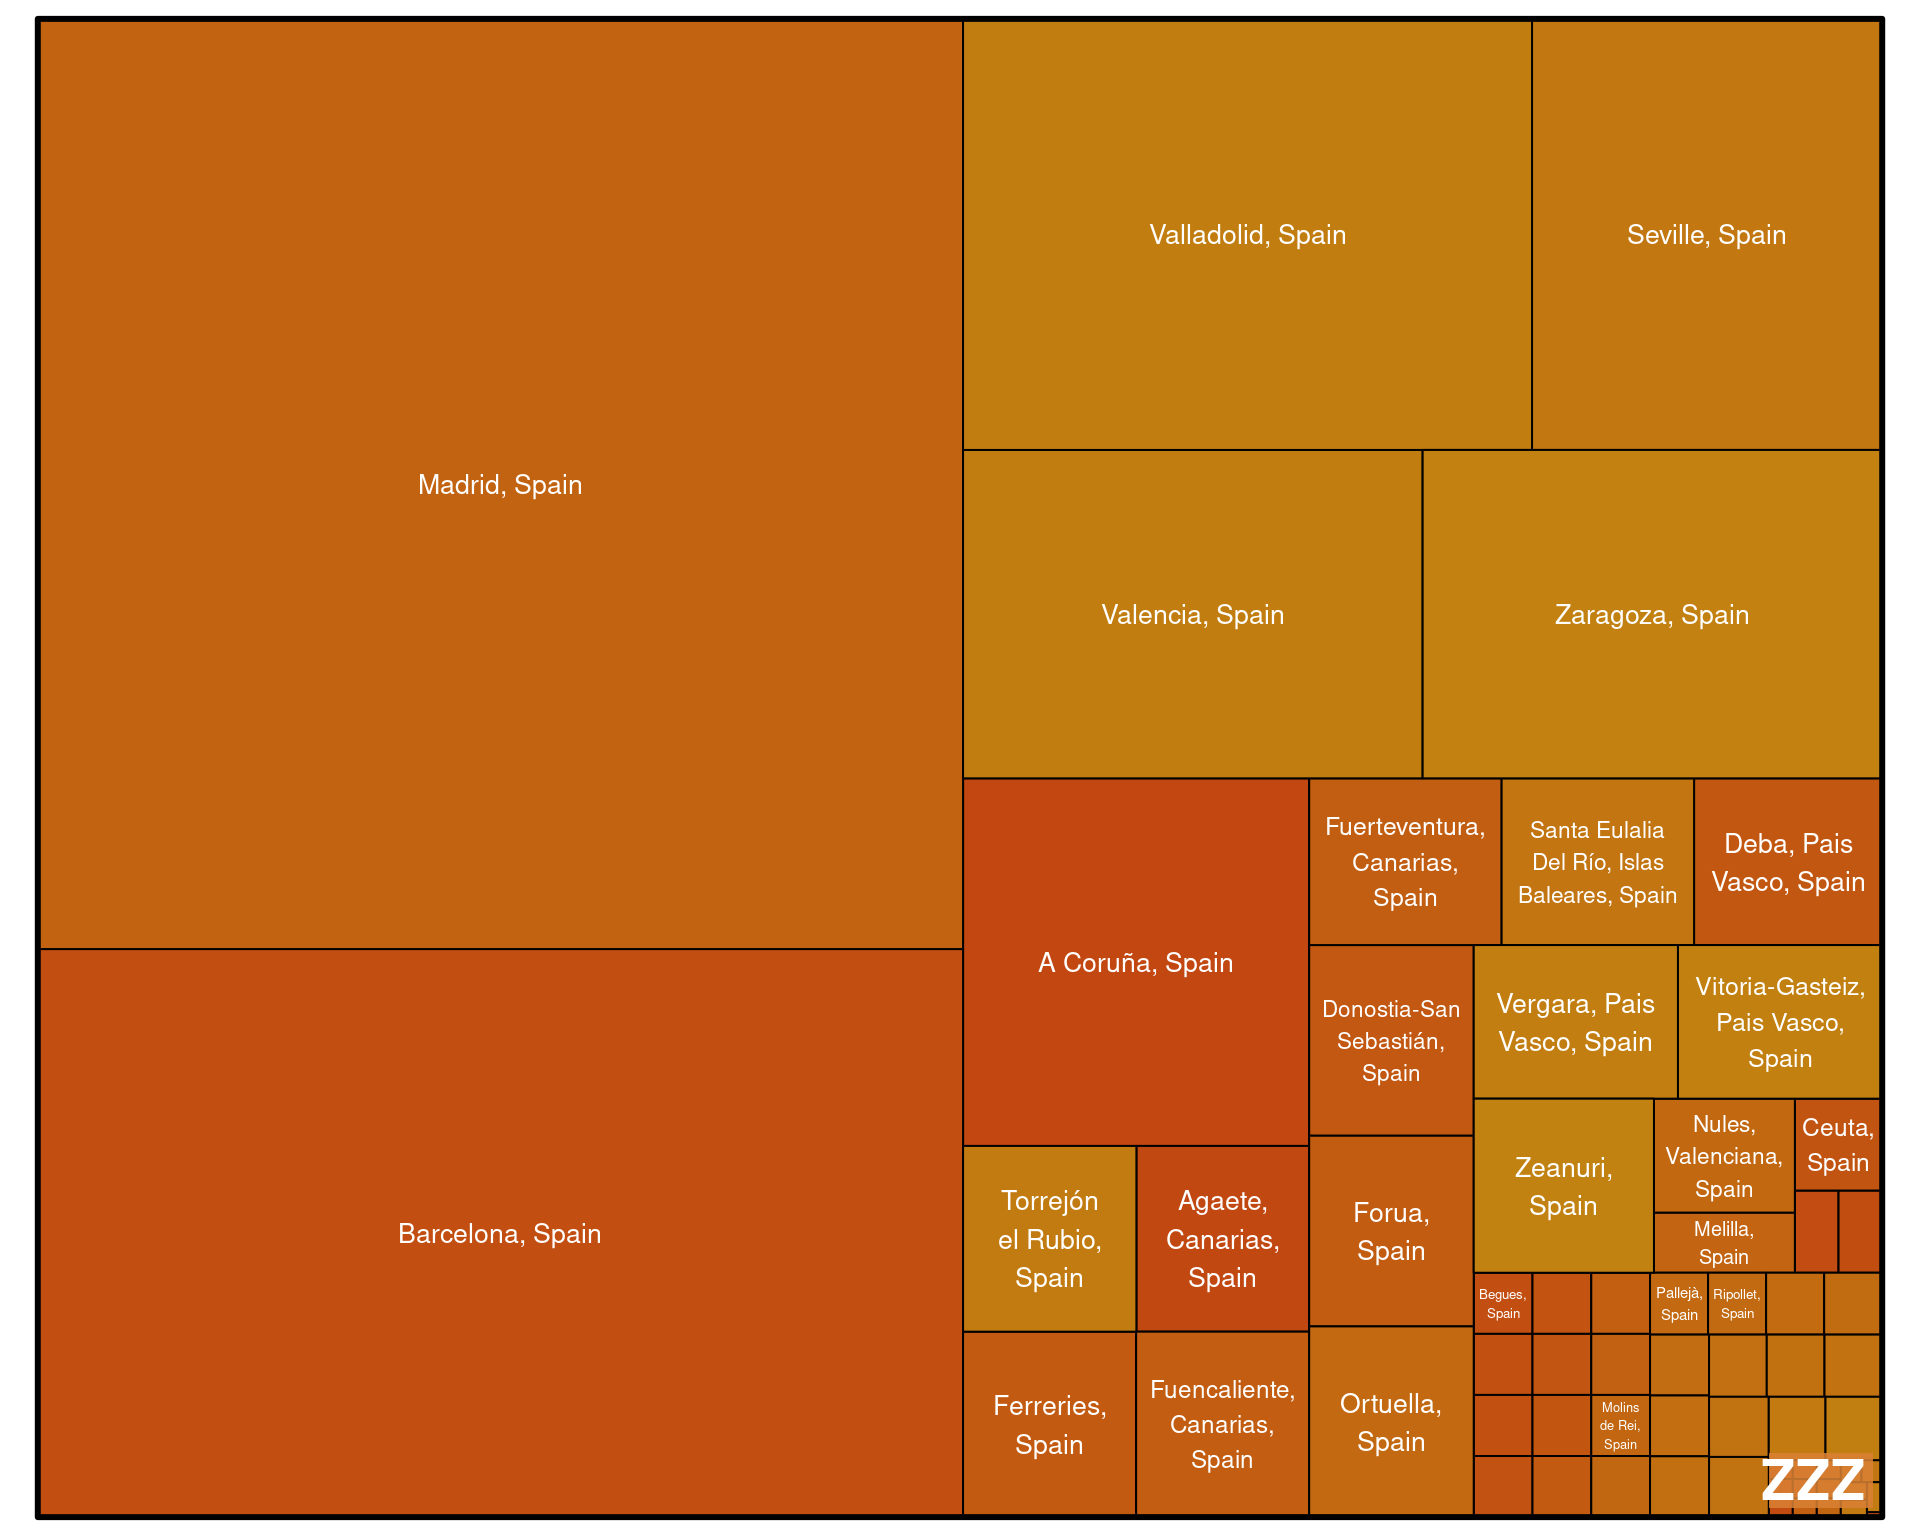 Madrid, Spain
Barcelona, Spain
Valladolid, Spain
Seville, Spain
Valencia, Spain
Zaragoza, Spain
A Coruña, Spain
Fuerteventura,
Canarias,
Spain
Santa Eulalia
Del Río, Islas
Baleares, Spain
Deba, Pais
Vasco, Spain
Donostia-San
Sebastián,
Spain
Vergara, Pais
Vasco, Spain
Vitoria-Gasteiz,
Pais Vasco,
Spain
Zeanuri,
Spain
Nules,
Valenciana,
Spain
Ceuta,
Spain
Melilla,
Spain
Torrejón
el Rubio,
Spain
Agaete,
Canarias,
Spain
Forua,
Spain
Ferreries,
Spain
Fuencaliente,
Canarias,
Spain
Ortuella,
Spain
Begues,
Spain
Pallejà,
Spain
Ripollet,
Spain
Molins
de Rei,
Spain
ZZZ